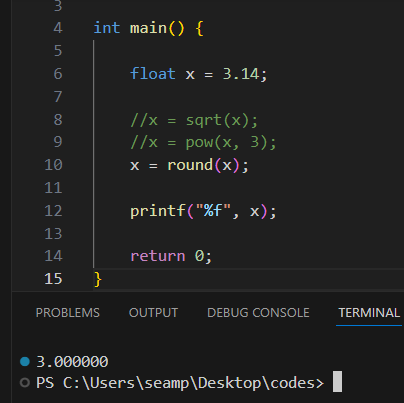 3
4 int main() {
5
6 float x = 3.14;
7
8 //x = sqrt(x);
9 //x = pow(x, 3);
10 x = round(x);
11
12 printf("%f", x);
13
14 return 0;
15 }
PROBLEMS OUTPUT DEBUG CONSOLE TERMINAL
3.000000
PS C:\Users\seamp\Desktop\codes>